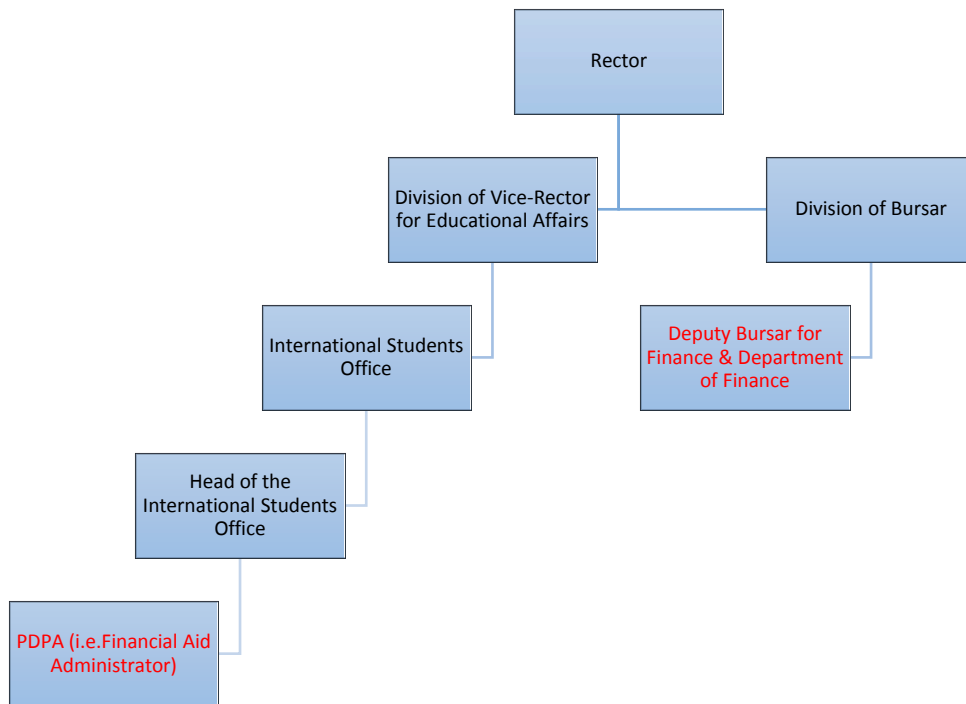 Rector
Division of Vice-Rector
for Educational Affairs
Division of Bursar
International Students
Office
Deputy Bursar for
Finance & Department
of Finance
Head of the
International Students
Office
PDPA (i.e.Financial Aid
Administrator)